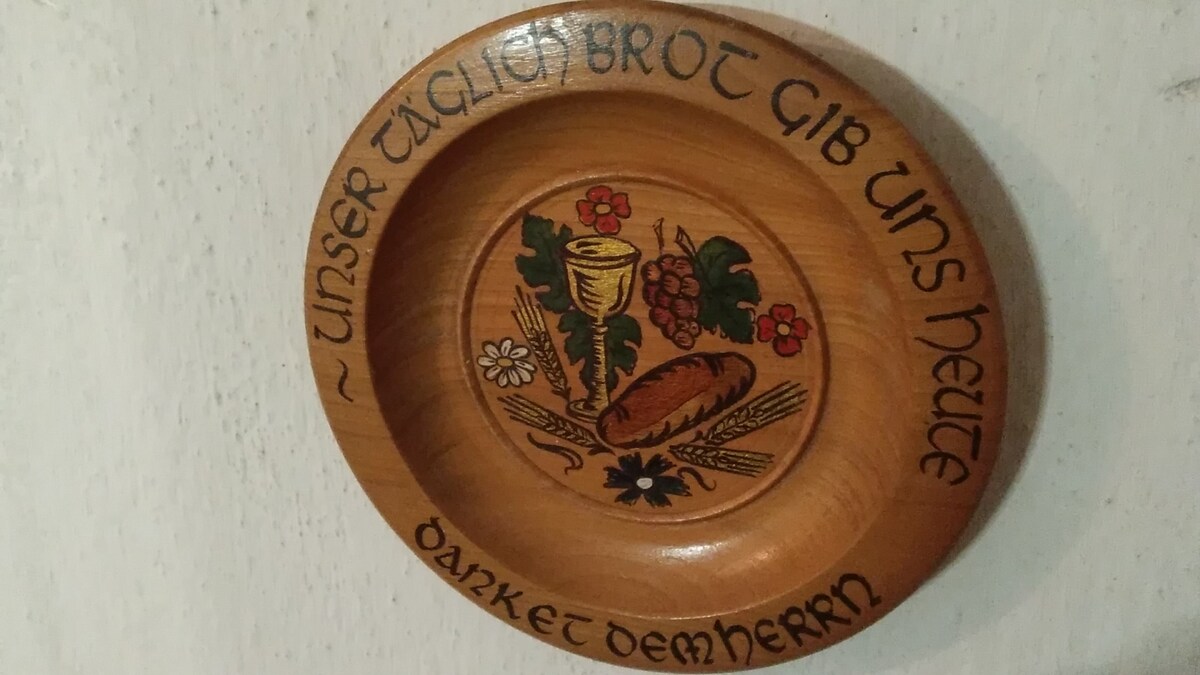 ~ UNSER TÄGLICH BROT GIB UNS HEUTE
DANKET DEM HERRN